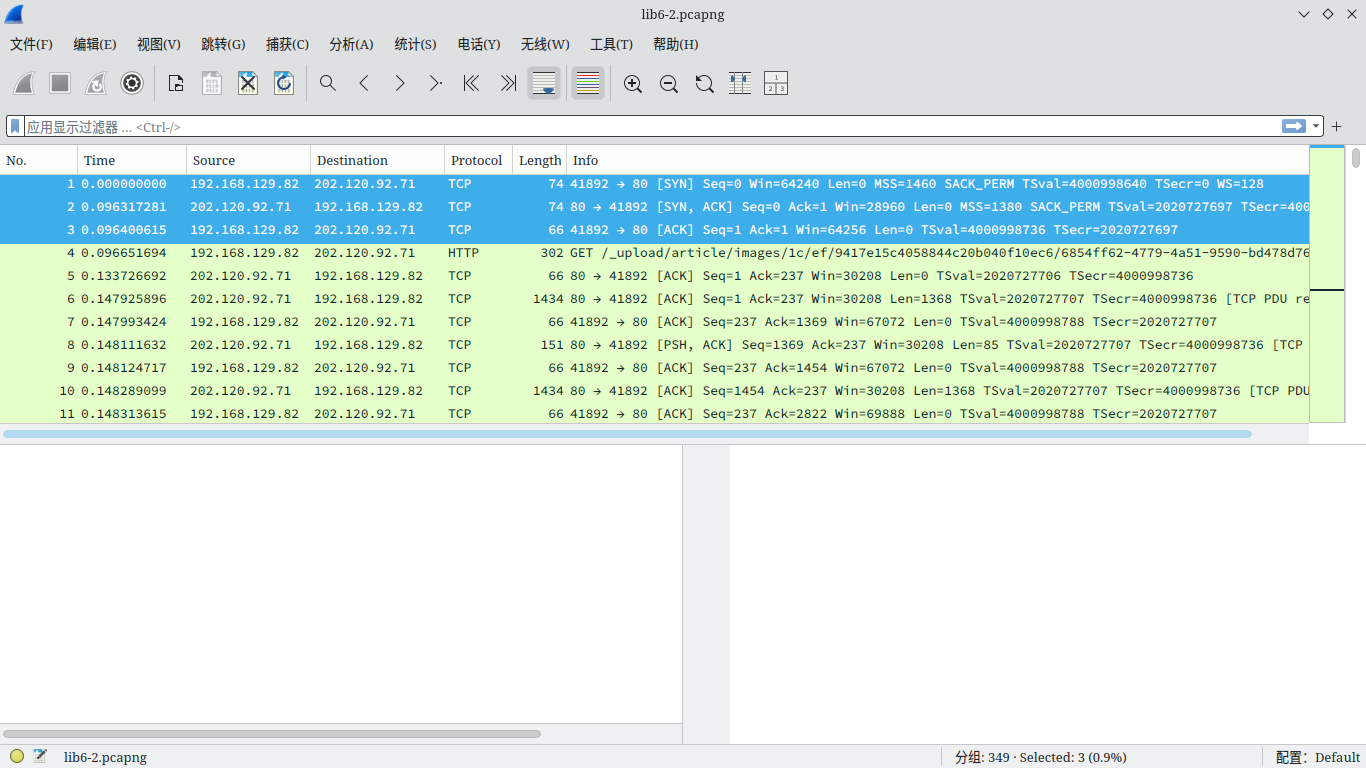 lib6-2.pcapng
文件(F) 编辑(E) 视图(V) 跳转(G) 捕获(C) 分析(A) 统计(S) 电话(Y) 无线(W) 工具(T) 帮助(H)
应用显示过滤器 … <Ctrl-/>
No. Time Source Destination Protocol Length Info
1 0.000000000 192.168.129.82 202.120.92.71 TCP 74 41892 → 80 [SYN] Seq=0 Win=64240 Len=0 MSS=1460 SACK_PERM TSval=4000998640 TSecr=0 WS=128
2 0.096317281 202.120.92.71 192.168.129.82 TCP 74 80 → 41892 [SYN, ACK] Seq=0 Ack=1 Win=28960 Len=0 MSS=1380 SACK_PERM TSval=2020727697 TSecr=400
3 0.096400615 192.168.129.82 202.120.92.71 TCP 66 41892 → 80 [ACK] Seq=1 Ack=1 Win=64256 Len=0 TSval=4000998736 TSecr=2020727697
4 0.096651694 192.168.129.82 202.120.92.71 HTTP 302 GET /_upload/article/images/1c/ef/9417e15c4058844c20b040f10ec6/6854ff62-4779-4a51-9590-bd478d76
5 0.133726692 202.120.92.71 192.168.129.82 TCP 66 80 → 41892 [ACK] Seq=1 Ack=237 Win=30208 Len=0 TSval=2020727706 TSecr=4000998736
6 0.147925896 202.120.92.71 192.168.129.82 TCP 1434 80 → 41892 [ACK] Seq=1 Ack=237 Win=30208 Len=1368 TSval=2020727707 TSecr=4000998736 [TCP PDU re
7 0.147993424 192.168.129.82 202.120.92.71 TCP 66 41892 → 80 [ACK] Seq=237 Ack=1369 Win=67072 Len=0 TSval=4000998788 TSecr=2020727707
8 0.148111632 202.120.92.71 192.168.129.82 TCP 151 80 → 41892 [PSH, ACK] Seq=1369 Ack=237 Win=30208 Len=85 TSval=2020727707 TSecr=4000998736 [TCP
9 0.148124717 192.168.129.82 202.120.92.71 TCP 66 41892 → 80 [ACK] Seq=237 Ack=1454 Win=67072 Len=0 TSval=4000998788 TSecr=2020727707
10 0.148289099 202.120.92.71 192.168.129.82 TCP 1434 80 → 41892 [ACK] Seq=1454 Ack=237 Win=30208 Len=1368 TSval=2020727707 TSecr=4000998736 [TCP PDU
11 0.148313615 192.168.129.82 202.120.92.71 TCP 66 41892 → 80 [ACK] Seq=237 Ack=2822 Win=69888 Len=0 TSval=4000998788 TSecr=2020727707
lib6-2.pcapng 分组: 349 · Selected: 3 (0.9%) 配置: Default